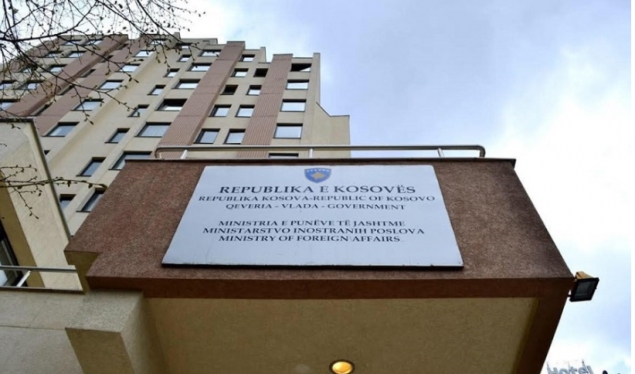 REPUBLIKA E KOSOVËS
REPUBLIKA KOSOVA-REPUBLIC OF KOSOVO
QEVERIA - VLADA - GOVERNMENT
MINISTRIA E PUNËVE TË JASHTME
MINISTARSTVO INOSTRANIH POSLOVA
MINISTRY OF FOREIGN AFFAIRS
Hotel